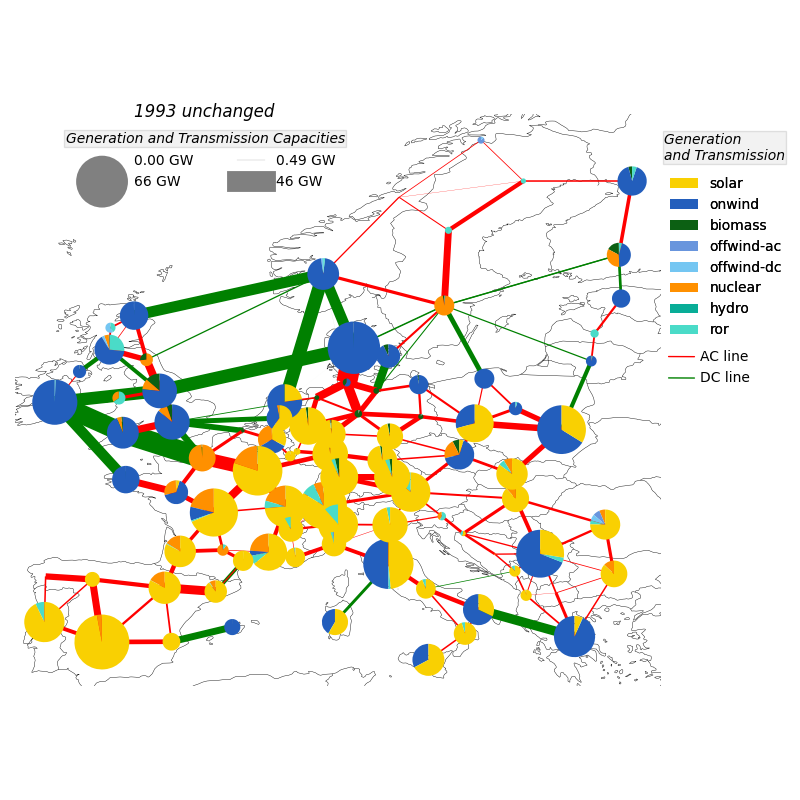 1993 unchanged
Generation and Transmission Capacities
0.00 GW
0.49 GW
66 GW
46 GW
Generation
and Transmission
solar
onwind
biomass
offwind-ac
offwind-dc
nuclear
hydro
ror
AC line
DC line